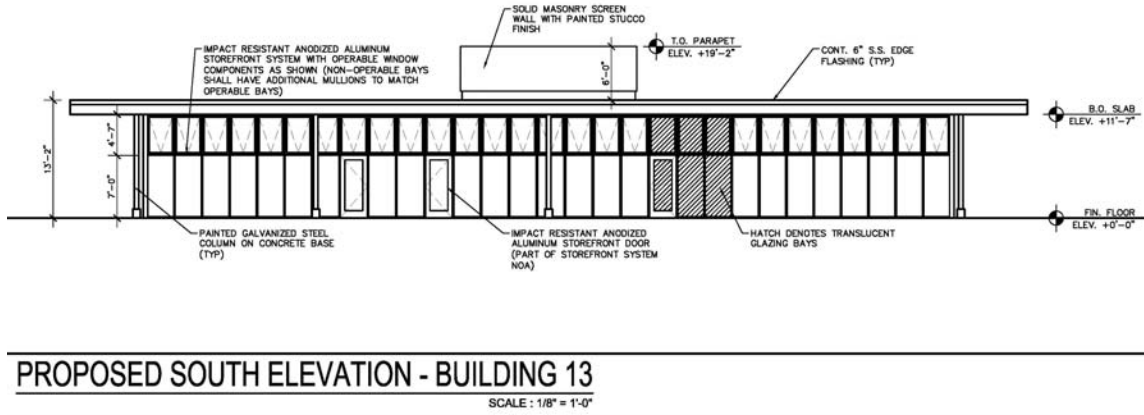 SOLID MASONRY SCREEN
WALL WITH PAINTED STUCCO
FINISH
T.O. PARAPET
ELEV. +19'-2"
IMPACT RESISTANT ANODIZED ALUMINUM
STOREFRONT SYSTEM WITH OPERABLE WINDOW
COMPONENTS AS SHOWN (NON-OPERABLE BAYS
SHALL HAVE ADDITIONAL MULLIONS TO MATCH
OPERABLE BAYS)
CONT. 6" S.S. EDGE
FLASHING (TYP)
6'-0"
B.O. SLAB
ELEV. +11'-7"
4'-7"
13'-2"
7'-0"
FIN. FLOOR
ELEV. +0'-0"
PAINTED GALVANIZED STEEL
COLUMN ON CONCRETE BASE
(TYP)
IMPACT RESISTANT ANODIZED
ALUMINUM STOREFRONT DOOR
(PART OF STOREFRONT SYSTEM
NOA)
HATCH DENOTES TRANSLUCENT
GLAZING BAYS
PROPOSED SOUTH ELEVATION - BUILDING 13
SCALE : 1/8" = 1'-0"